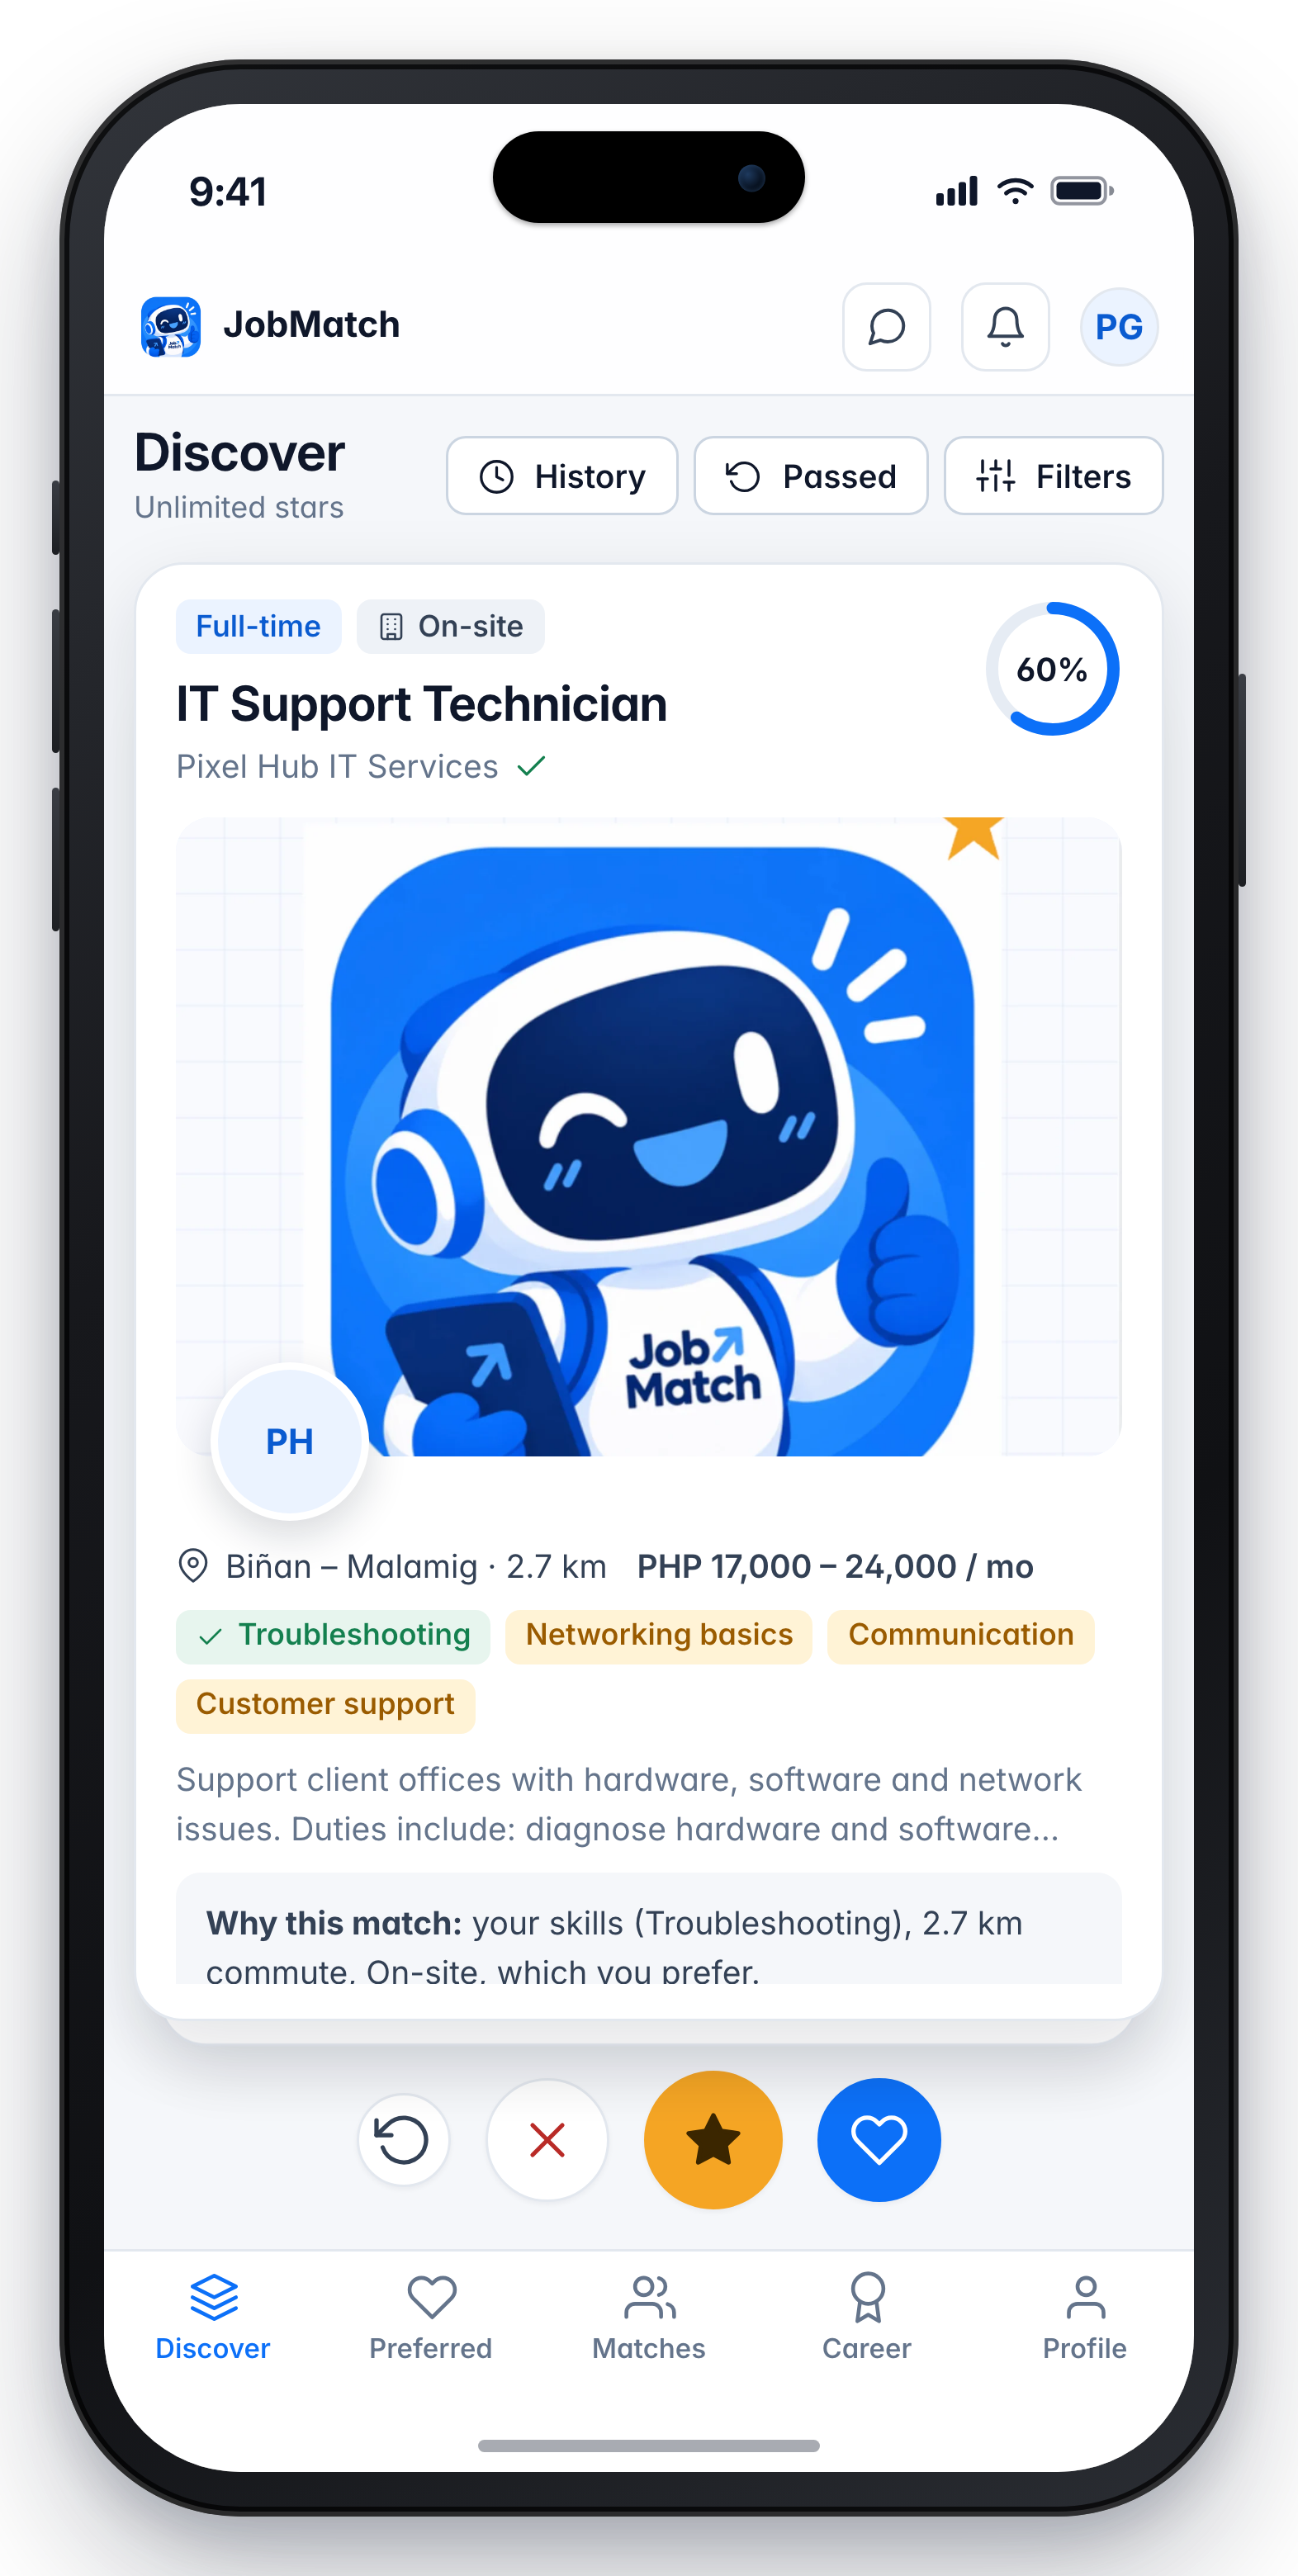 9:41
JobMatch
PG
Discover
Unlimited stars
History
Passed
Filters
Full-time
On-site
60%
IT Support Technician
Pixel Hub IT Services
Job
Match
PH
Biñan – Malamig · 2.7 km PHP 17,000 – 24,000 / mo
Troubleshooting Networking basics Communication
Customer support
Support client offices with hardware, software and network
issues. Duties include: diagnose hardware and software...
Why this match: your skills (Troubleshooting), 2.7 km
commute, On-site, which you prefer.
Discover
Preferred
Matches
Career
Profile